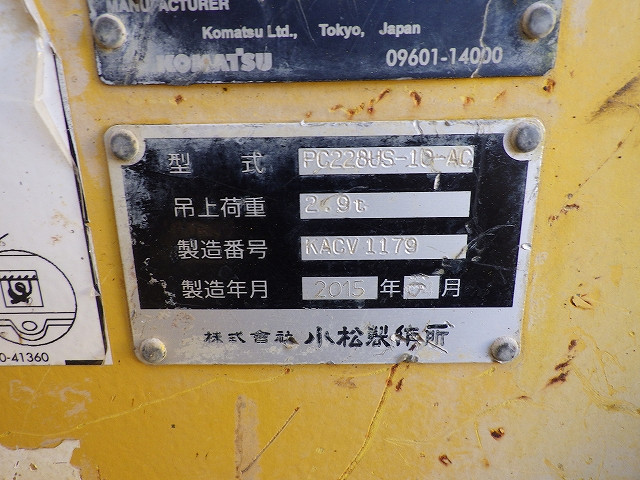 MANUFACTURER
Komatsu Ltd., Tokyo, Japan
KOMATSU 09601-14000
型 式 PC228US-10-AC
吊上荷重 2.9t
製造番号 KACV 1179
製造年月 2015 年 月
株式會社 小松製作所
0-41360